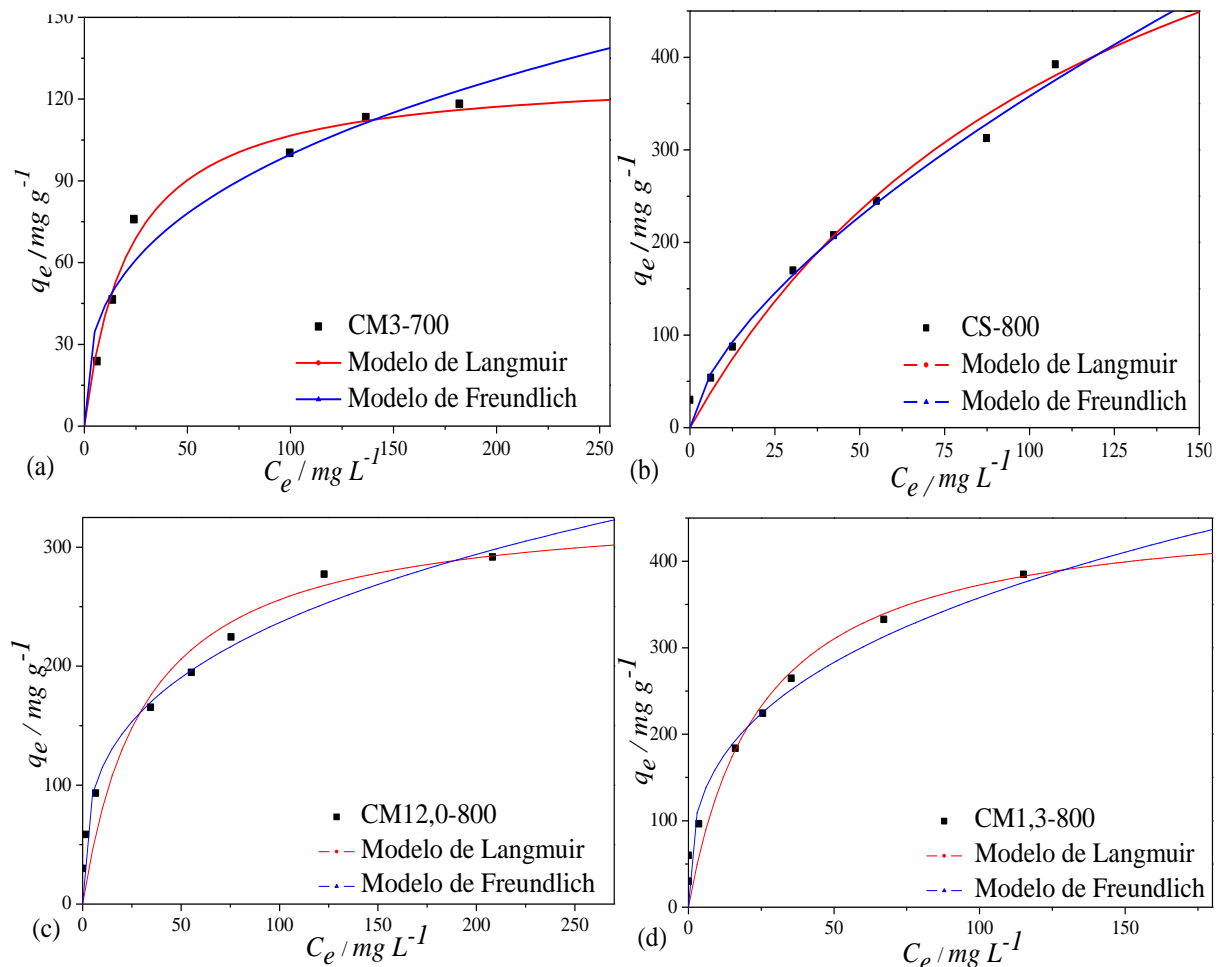 150
120
90
60
30
0
q_e / mg g^-1
CM3-700
Modelo de Langmuir
Modelo de Freundlich
0 50 100 150 200 250
(a)
C_e / mg L^-1
400
300
200
100
0
q_e / mg g^-1
CS-800
Modelo de Langmuir
Modelo de Freundlich
0 25 50 75 100 125 150
(b)
C_e / mg L^-1
300
200
100
0
q_e / mg g^-1
CM12,0-800
Modelo de Langmuir
Modelo de Freundlich
0 50 100 150 200 250
(c)
C_e / mg L^-1
400
300
200
100
0
q_e / mg g^-1
CM1,3-800
Modelo de Langmuir
Modelo de Freundlich
0 50 100 150
(d)
C_e / mg L^-1